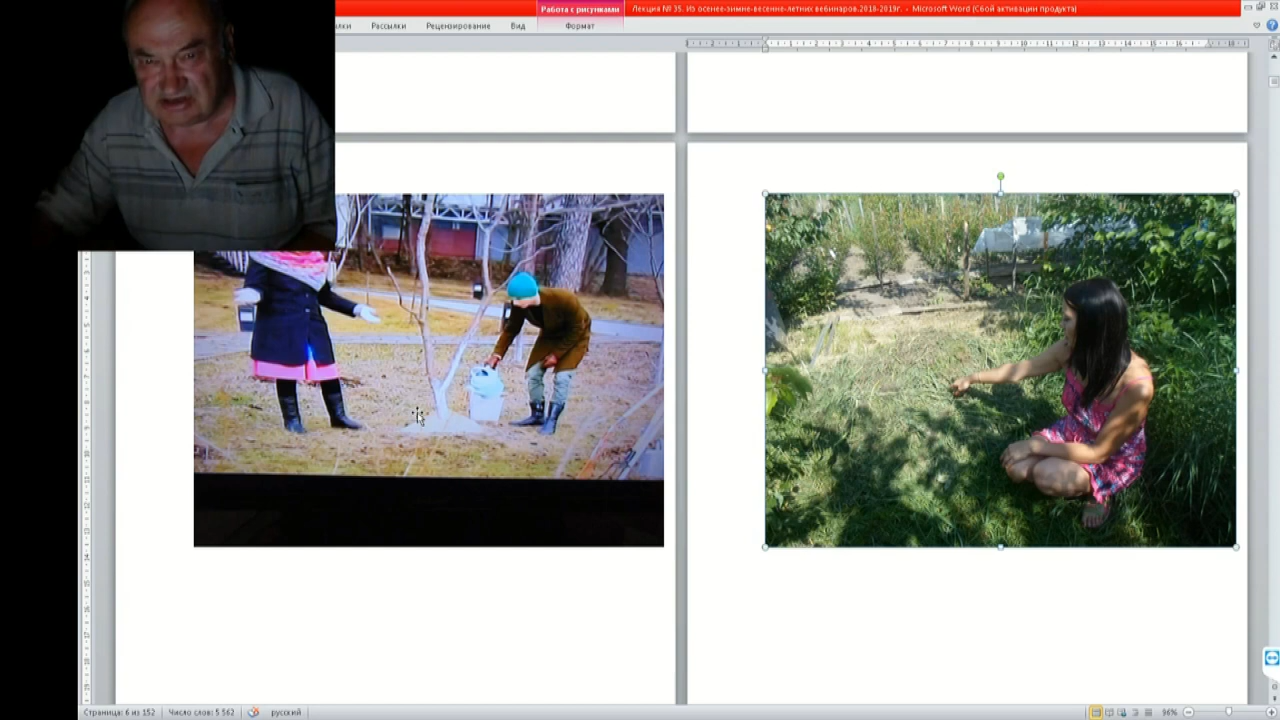 Работа с рисунками
Лекция № 35. Из осенее-зимне-весенне-летних вебинаров.2018-2019г. - Microsoft Word (Сбой активации продукта)
Рассылки Рецензирование Вид Формат
Страница: 6 из 152 Число слов: 5 562 русский 96%